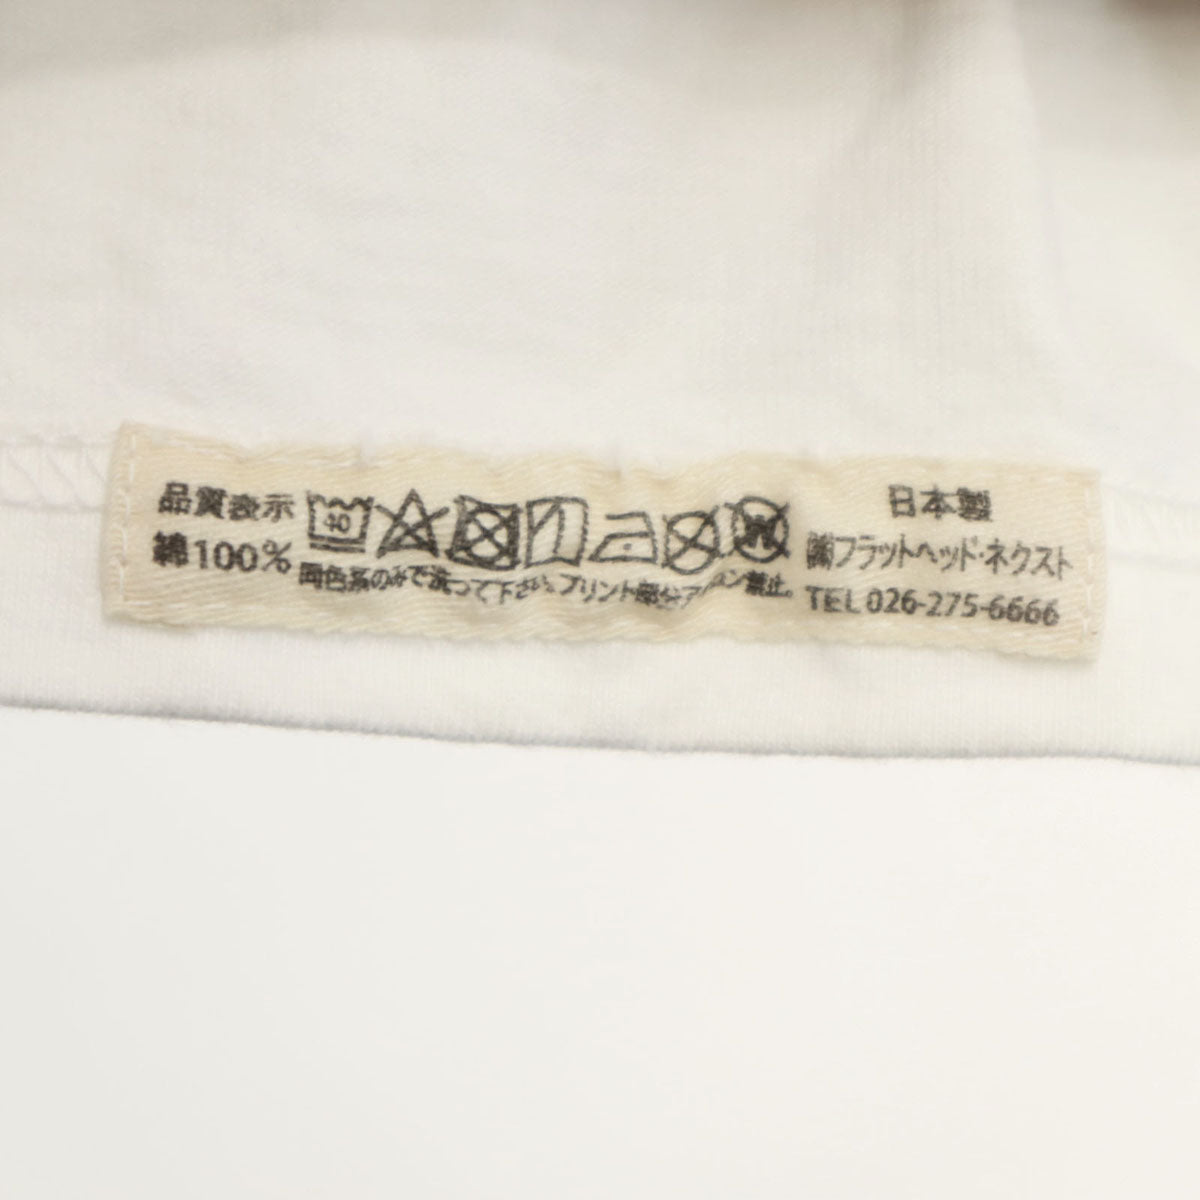 品質表示
綿100%
40
W
同色系のみで洗って下さい。プリント部分アイロン禁止。
日本製
㈱フラットヘッド・ネクスト
TEL 026-275-6666